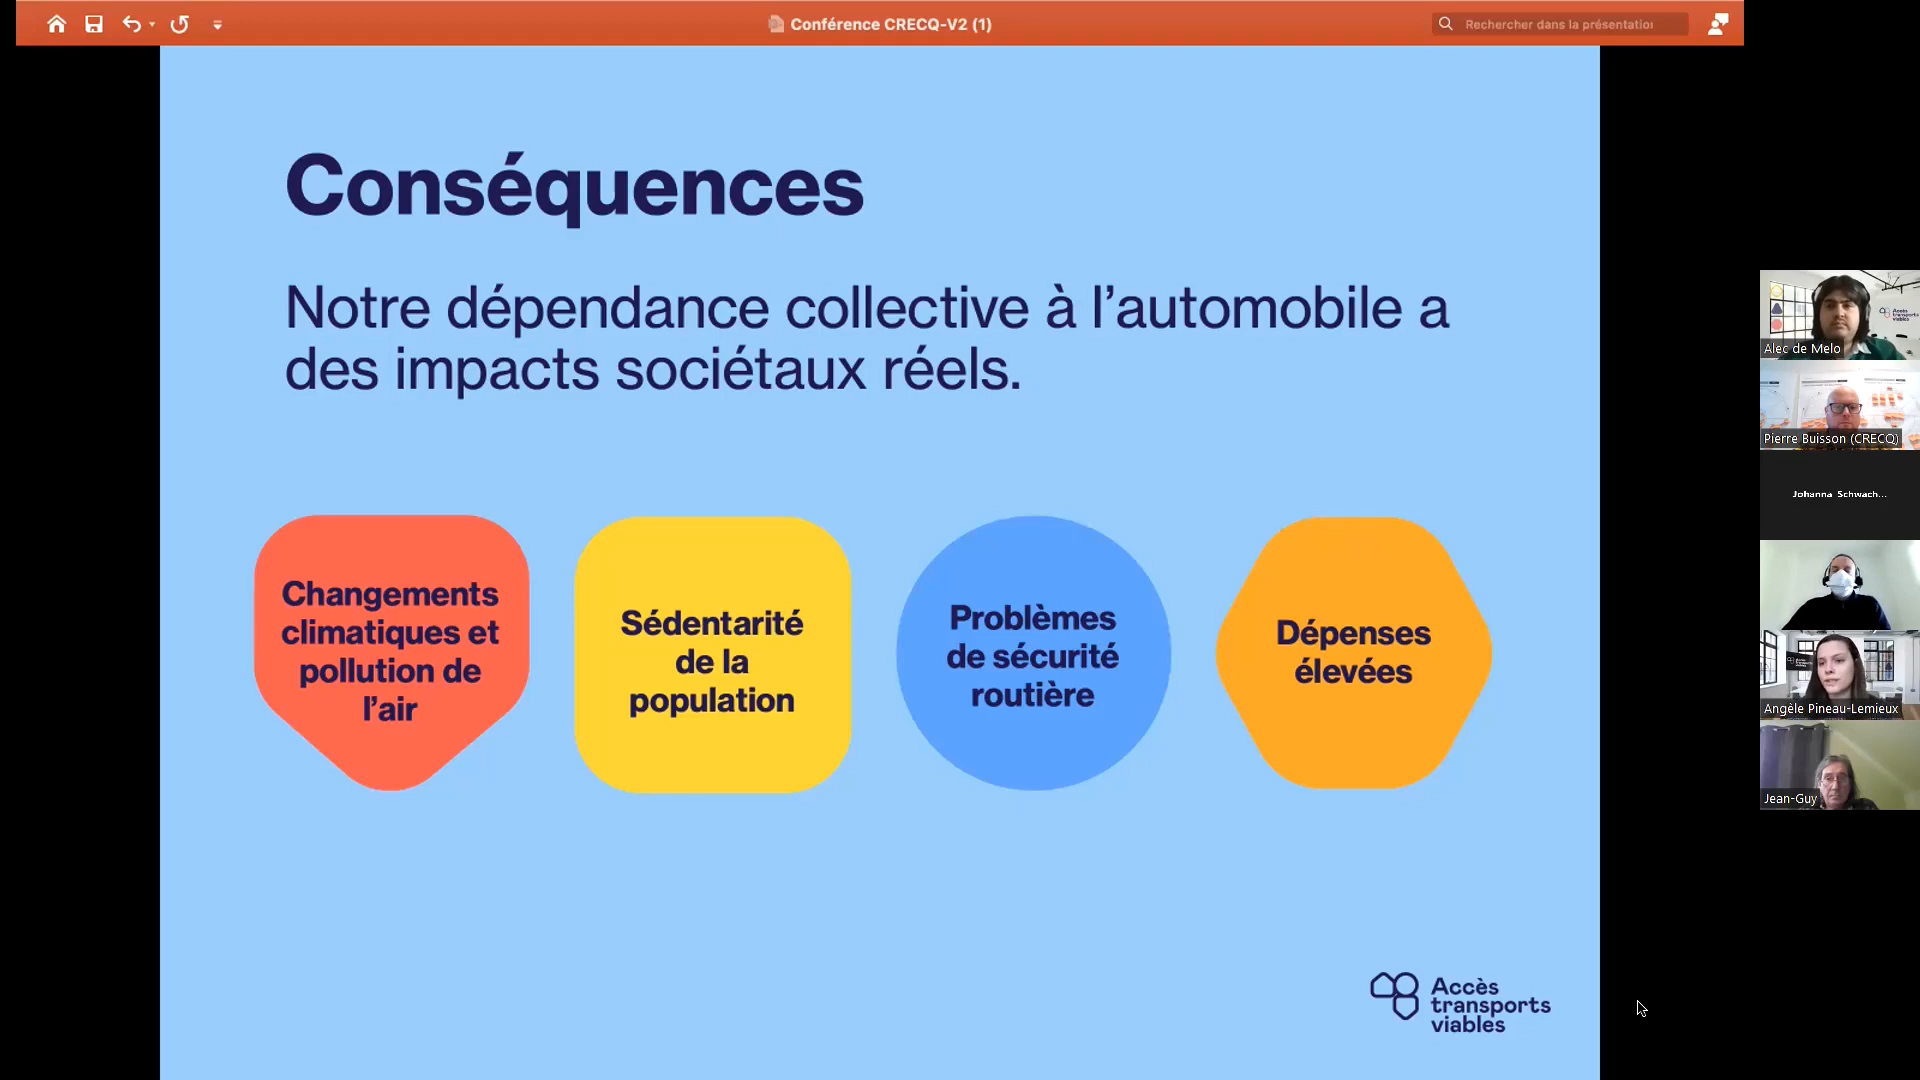 Conférence CRECQ-V2 (1)
Rechercher dans la présentation
Conséquences
Notre dépendance collective à l’automobile a
des impacts sociétaux réels.
Changements
climatiques et
pollution de
l’air
Sédentarité
de la
population
Problèmes
de sécurité
routière
Dépenses
élevées
Accès
transports
viables
Alec de Melo
Pierre Buisson (CRECQ)
Johanna Schwach...
Angèle Pineau-Lemieux
Jean-Guy